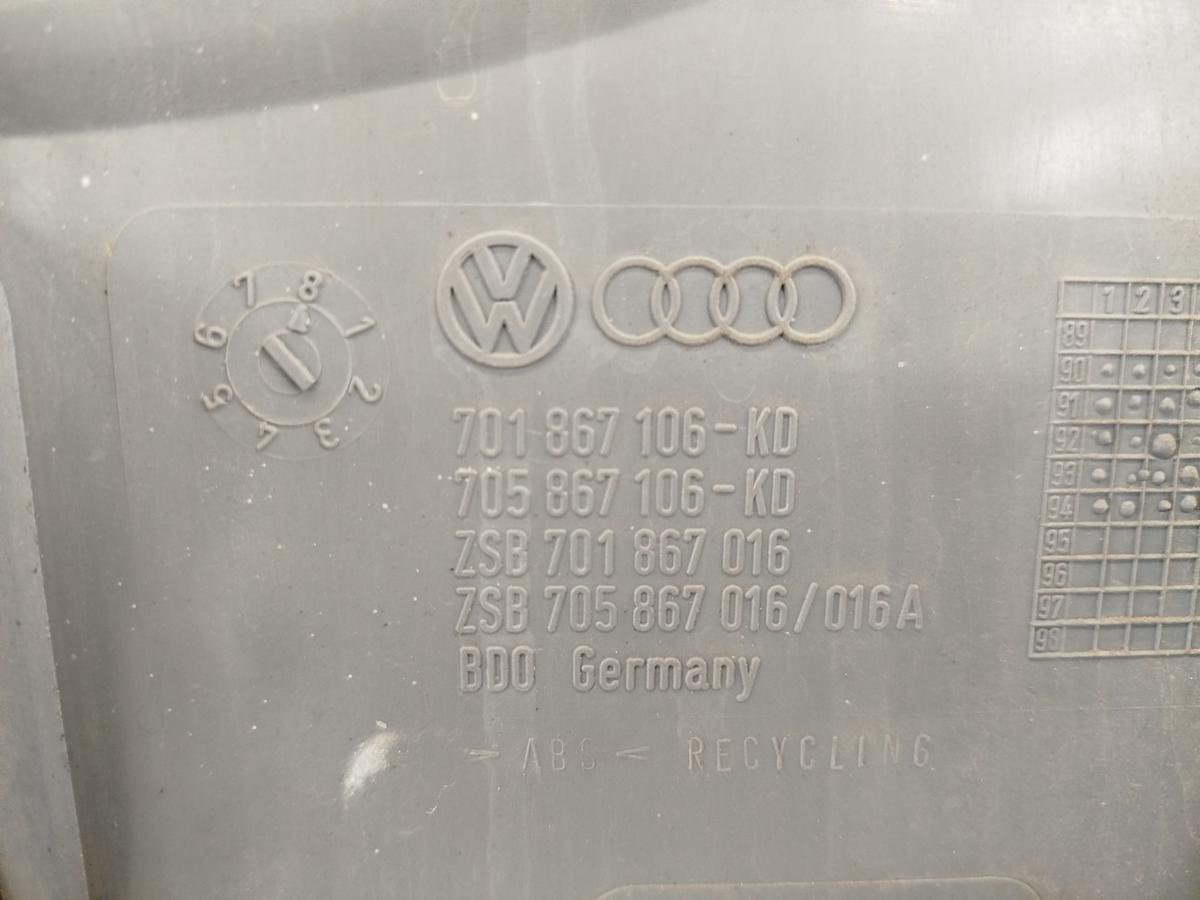 7 8 1 2 3 4 5 6
VW
701 867 106-KD
705 867 106-KD
ZSB 701 867 016
ZSB 705 867 016/016A
BDO Germany
> ABS < RECYCLING
1 2 3
89
90
91
92
93
94
95
96
97
98